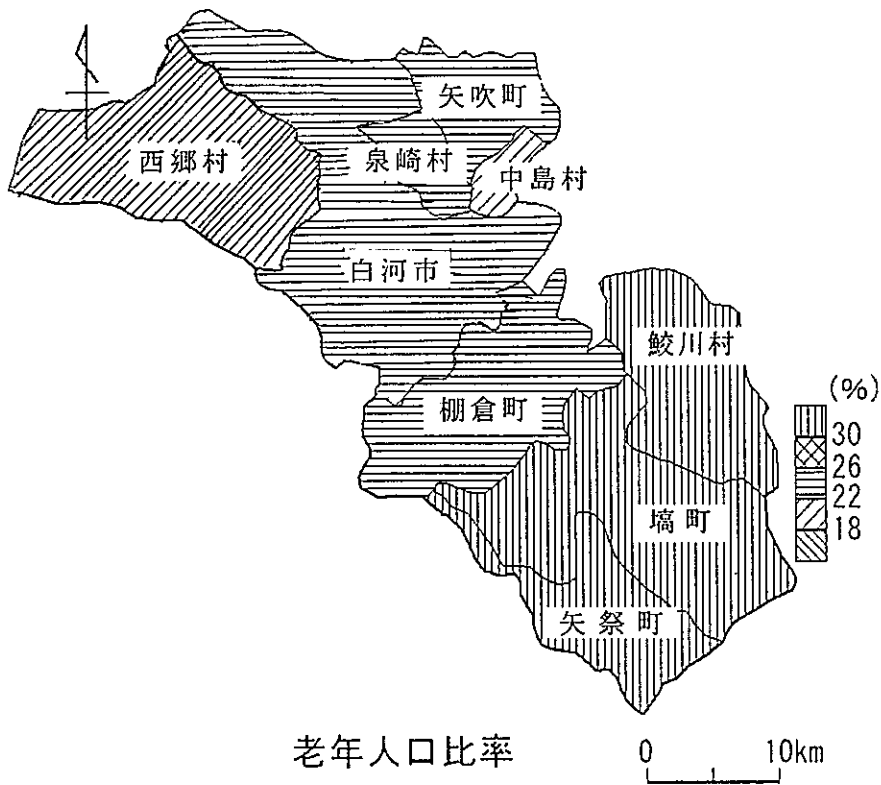 矢吹町
西郷村
泉崎村
中島村
白河市
鮫川村
(%)
30
26
22
18
棚倉町
塙町
矢祭町
老年人口比率
0 10km